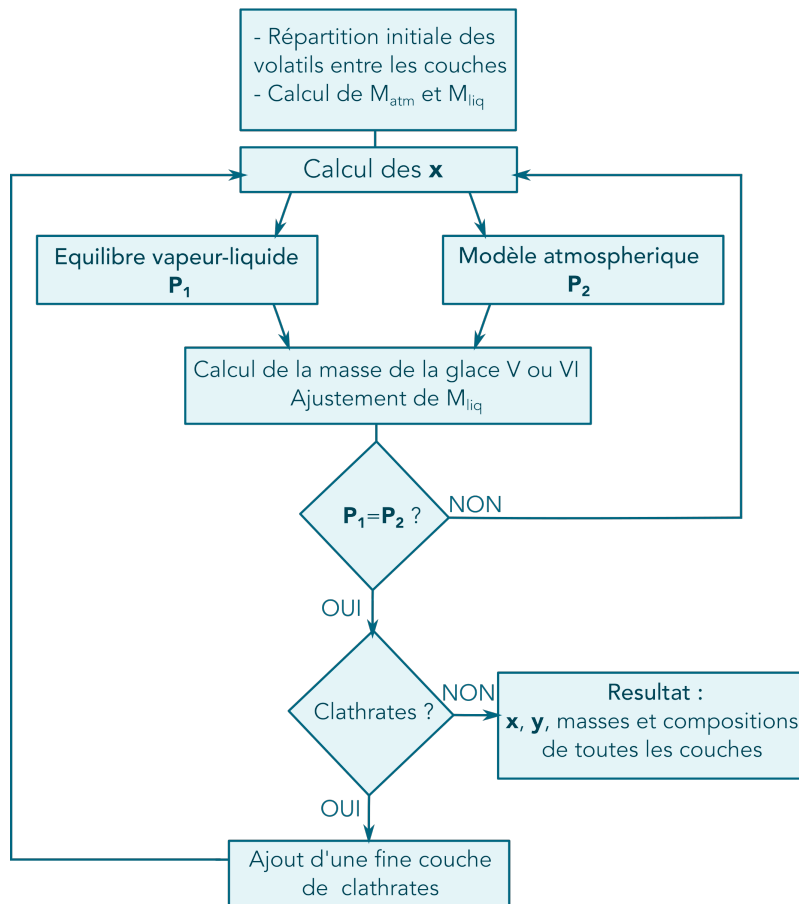 - Répartition initiale des
volatils entre les couches
- Calcul de Matm et Mliq
Calcul des x
Equilibre vapeur-liquide
P1
Modèle atmospherique
P2
Calcul de la masse de la glace V ou VI
Ajustement de Mliq
P1=P2 ?
NON
OUI
Clathrates ?
NON
Resultat :
x, y, masses et compositions
de toutes les couches
OUI
Ajout d'une fine couche
de clathrates